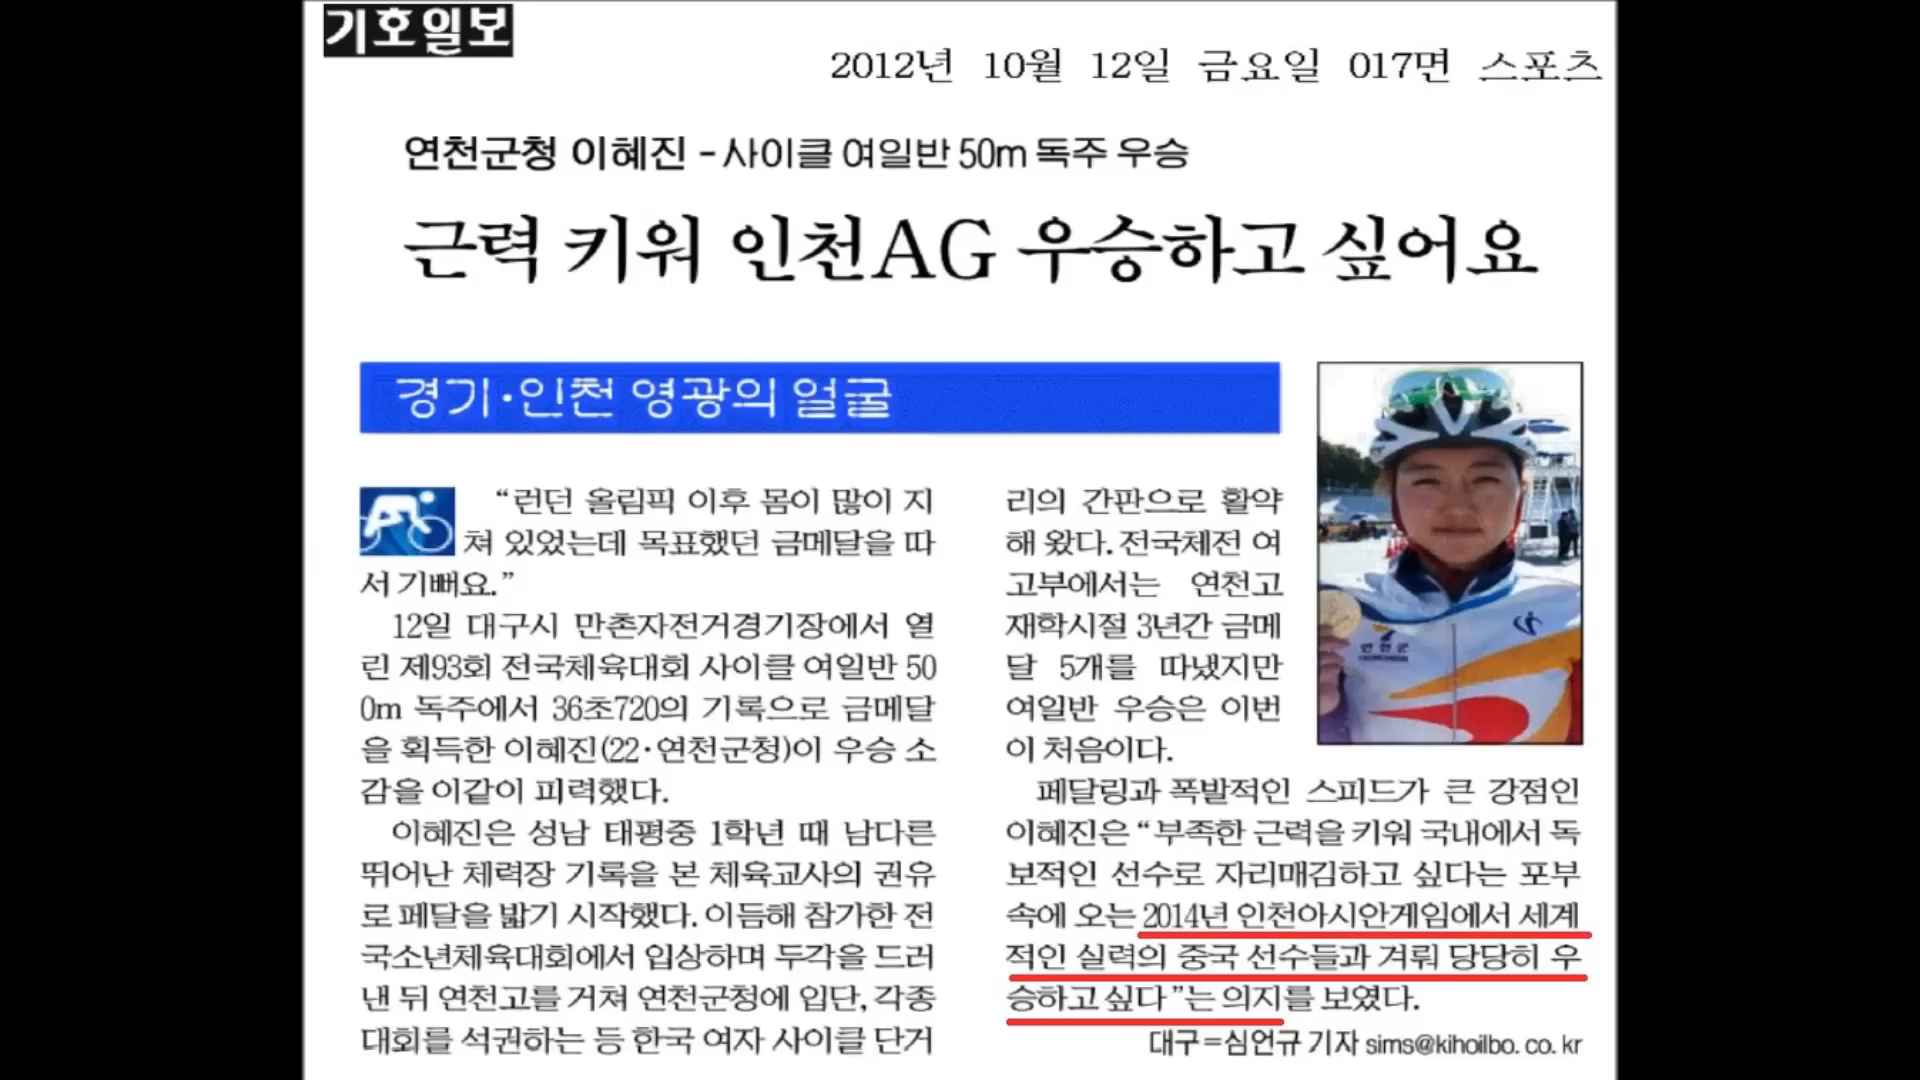 기호일보
2012년 10월 12일 금요일 017면 스포츠
연천군청 이혜진 - 사이클 여일반 50m 독주 우승
근력 키워 인천AG 우승하고 싶어요
경기·인천 영광의 얼굴
“런던 올림픽 이후 몸이 많이 지
쳐 있었는데 목표했던 금메달을 따
서 기뻐요.”
12일 대구시 만촌자전거경기장에서 열
린 제93회 전국체육대회 사이클 여일반 50
0m 독주에서 36초720의 기록으로 금메달
을 획득한 이혜진(22·연천군청)이 우승 소
감을 이같이 피력했다.
이혜진은 성남 태평중 1학년 때 남다른
뛰어난 체력장 기록을 본 체육교사의 권유
로 페달을 밟기 시작했다. 이듬해 참가한 전
국소년체육대회에서 입상하며 두각을 드러
낸 뒤 연천고를 거쳐 연천군청에 입단, 각종
대회를 석권하는 등 한국 여자 사이클 단거
리의 간판으로 활약
해 왔다. 전국체전 여
고부에서는 연천고
재학시절 3년간 금메
달 5개를 따냈지만
여일반 우승은 이번
이 처음이다.
페달링과 폭발적인 스피드가 큰 강점인
이혜진은 “부족한 근력을 키워 국내에서 독
보적인 선수로 자리매김하고 싶다는 포부
속에 오는 2014년 인천아시안게임에서 세계
적인 실력의 중국 선수들과 겨뤄 당당히 우
승하고 싶다”는 의지를 보였다.
대구=심언규 기자 sims@kihoilbo.co.kr
연천군